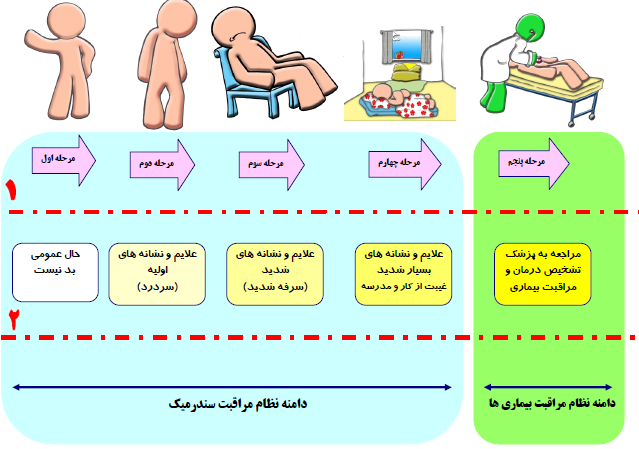 مرحله اول
مرحله دوم
مرحله سوم
مرحله چهارم
مرحله پنجم
۱
حال عمومی
بد نیست
علایم و نشانه های
اولیه
(سردرد)
علایم و نشانه های
شدید
(سرفه شدید)
علایم و نشانه های
بسیار شدید
غیبت از کار و مدرسه
مراجعه به پزشک
تشخیص درمان و
مراقبت بیماری
۲
دامنه نظام مراقبت سندرمیک
دامنه نظام مراقبت بیماری ها